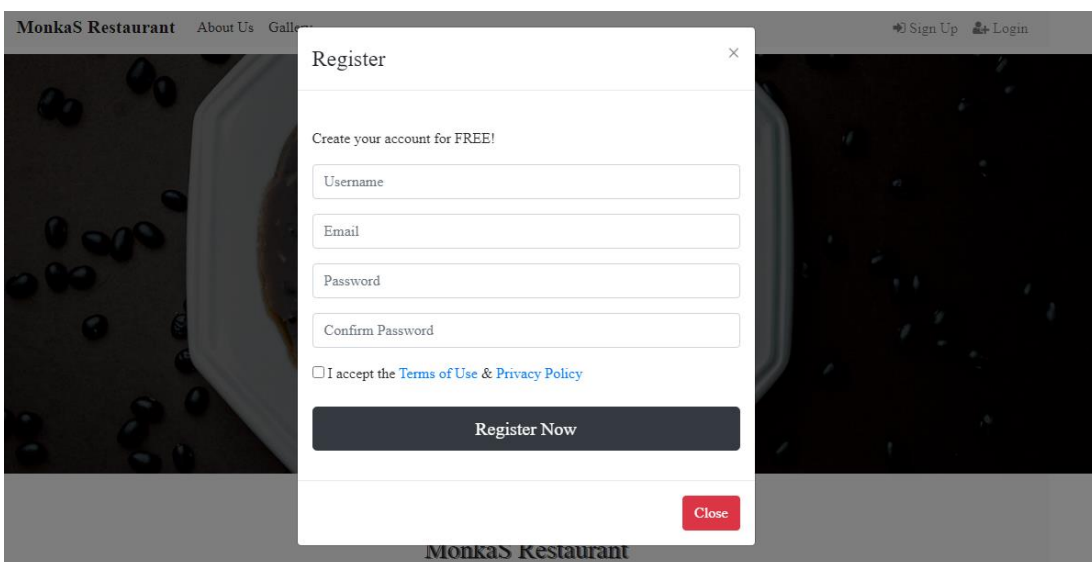 MonkaS Restaurant About Us Gallery Sign Up Login
Register ×
Create your account for FREE!
Username
Email
Password
Confirm Password
I accept the Terms of Use & Privacy Policy
Register Now
Close
MonkaS Restaurant